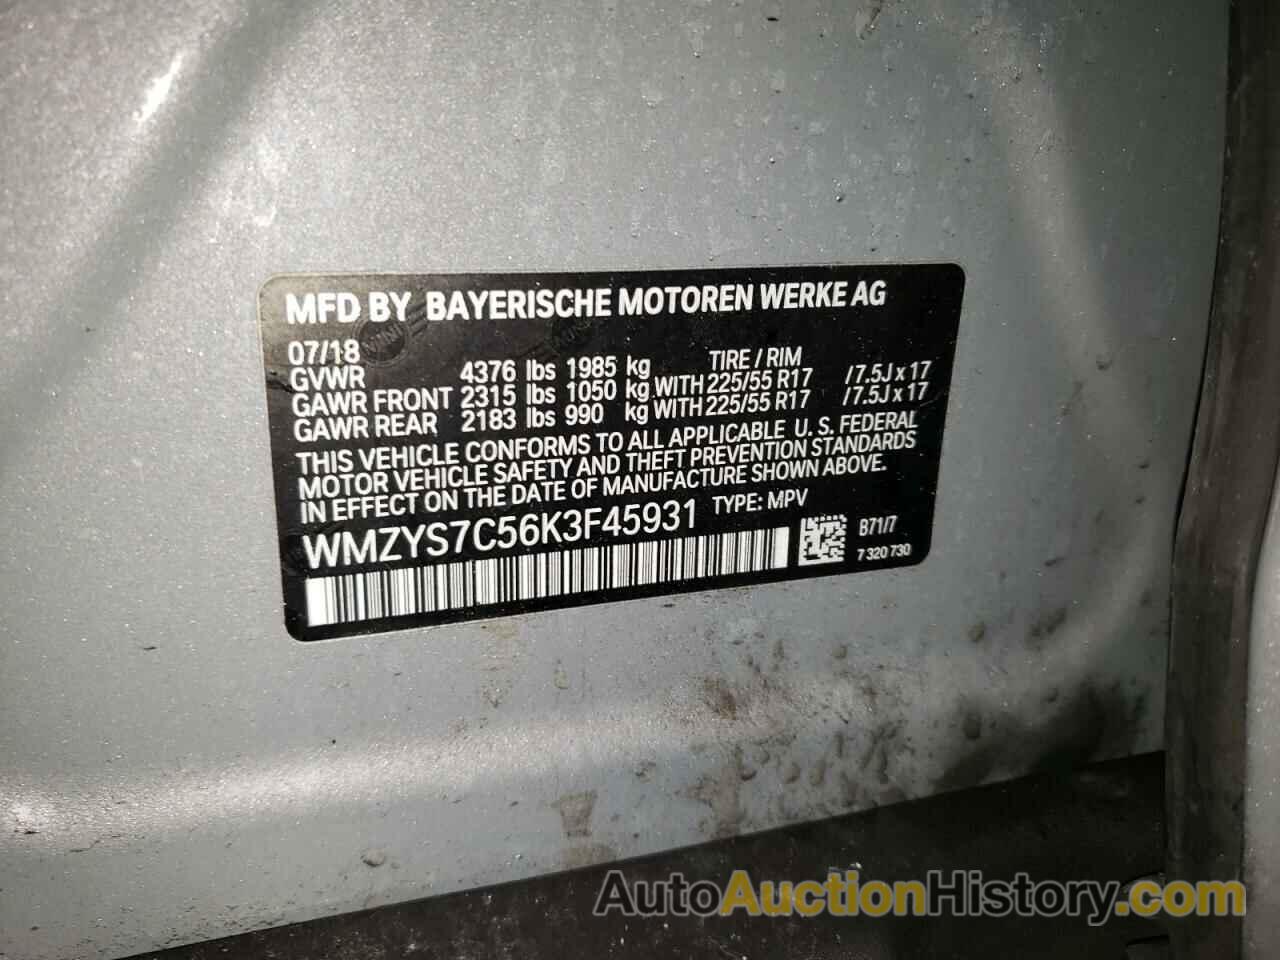 MFD BY BAYERISCHE MOTOREN WERKE AG
07/18 TIRE / RIM
GVWR 4376 lbs 1985 kg
GAWR FRONT 2315 lbs 1050 kg WITH 225/55 R17 /7.5J x 17
GAWR REAR 2183 lbs 990 kg WITH 225/55 R17 /7.5J x 17
THIS VEHICLE CONFORMS TO ALL APPLICABLE U. S. FEDERAL
MOTOR VEHICLE SAFETY AND THEFT PREVENTION STANDARDS
IN EFFECT ON THE DATE OF MANUFACTURE SHOWN ABOVE.
WMZYS7C56K3F45931 TYPE: MPV
B71/7
7 320 730
MINI
MINI
AutoAuctionHistory.com